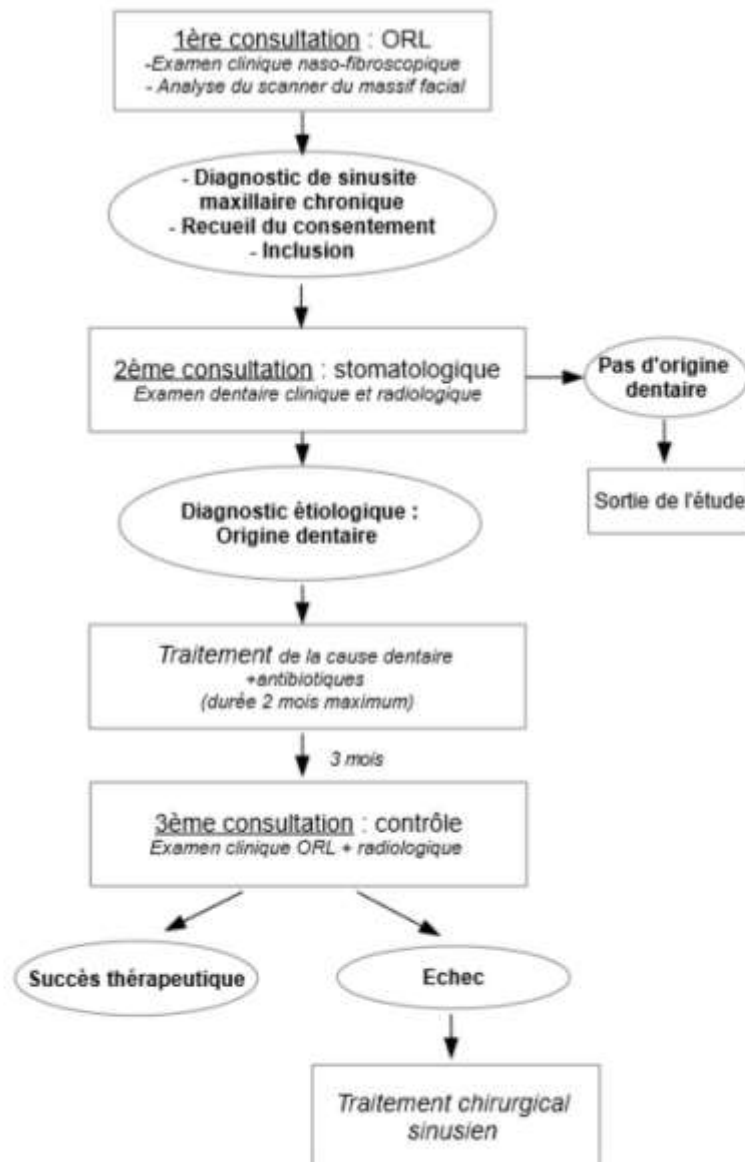 1ère consultation : ORL
-Examen clinique naso-fibroscopique
- Analyse du scanner du massif facial
- Diagnostic de sinusite
maxillaire chronique
- Recueil du consentement
- Inclusion
2ème consultation : stomatologique
Examen dentaire clinique et radiologique
Pas d'origine
dentaire
Sortie de l'étude
Diagnostic étiologique :
Origine dentaire
Traitement de la cause dentaire
+antibiotiques
(durée 2 mois maximum)
3 mois
3ème consultation : contrôle
Examen clinique ORL + radiologique
Succès thérapeutique
Echec
Traitement chirurgical
sinusien